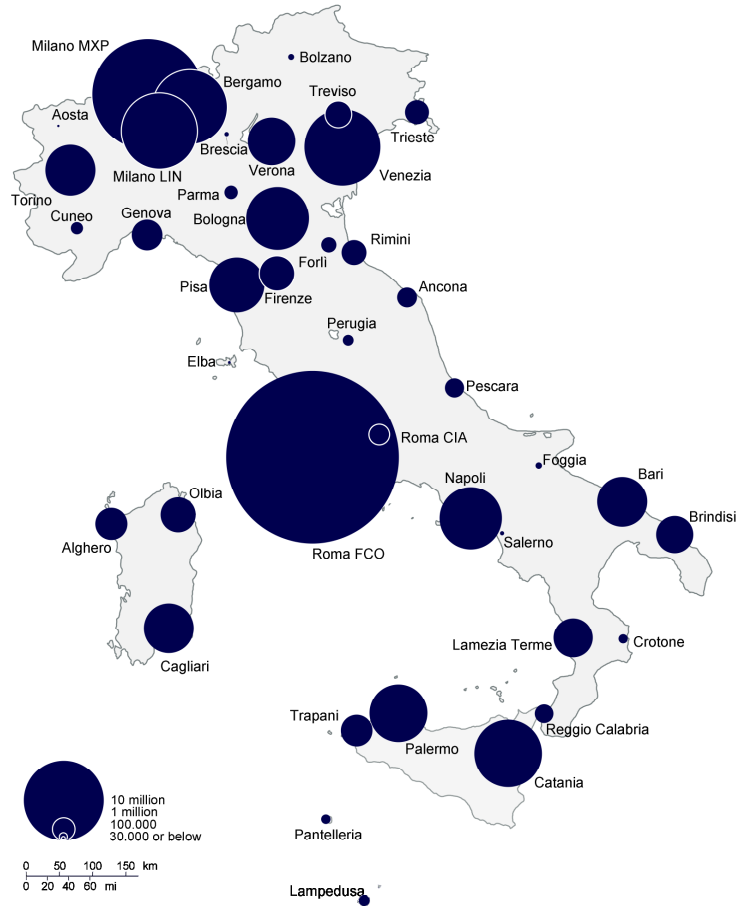 Milano MXP
Bolzano
Bergamo
Treviso
Aosta
Trieste
Brescia
Verona
Milano LIN
Venezia
Torino
Parma
Cuneo
Genova
Bologna
Rimini
Forlì
Pisa
Firenze
Ancona
Perugia
Elba
Pescara
Roma CIA
Foggia
Napoli
Bari
Olbia
Brindisi
Alghero
Salerno
Roma FCO
Lamezia Terme
Crotone
Cagliari
Trapani
Reggio Calabria
Palermo
Catania
10 million
1 million
100.000
30.000 or below
Pantelleria
0 50 100 150 km
0 20 40 60 mi
Lampedusa